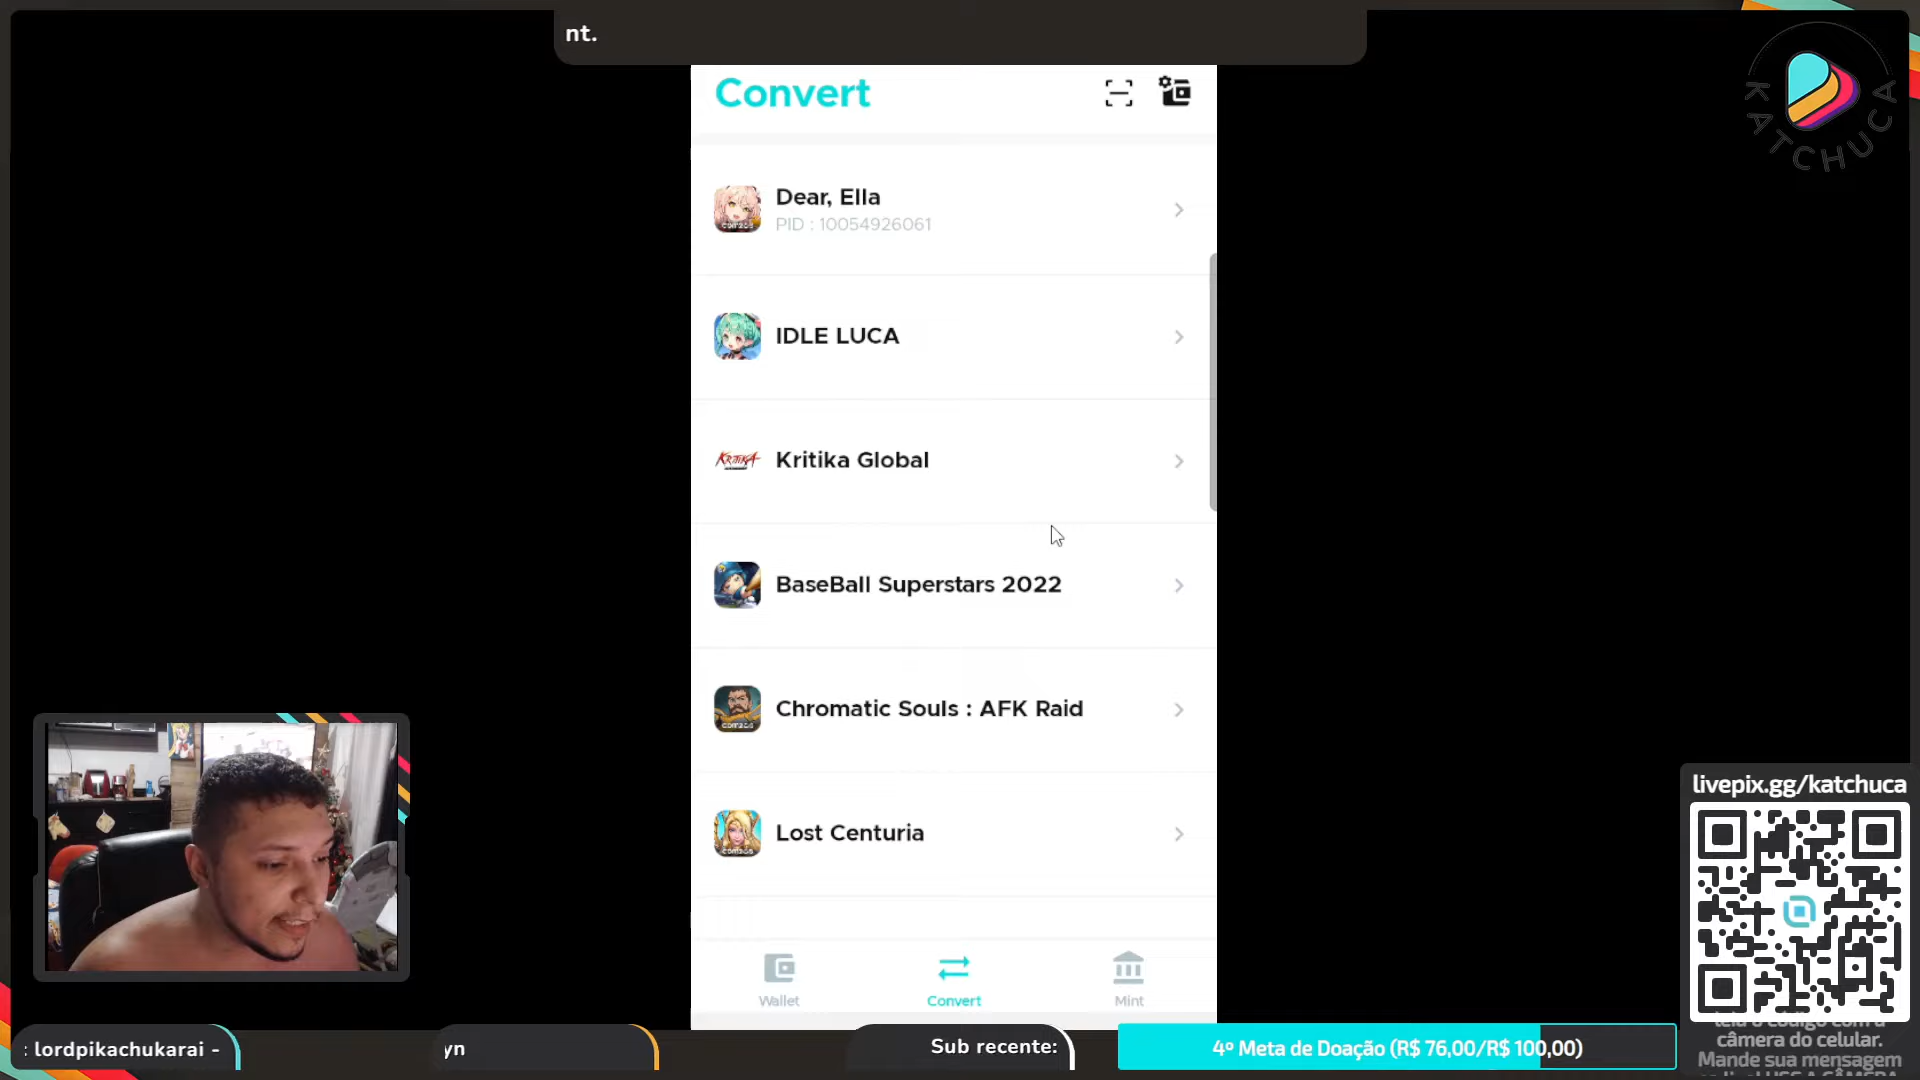 nt.
Convert
KATCHUCA
Dear, Ella
PID : 10054926061
IDLE LUCA
KRITIKA
Kritika Global
BaseBall Superstars 2022
Chromatic Souls : AFK Raid
Lost Centuria
Wallet
Convert
Mint
livepix.gg/katchuca
câmera do celular.
Mande sua mensagem
: lordpikachukarai -
yn
Sub recente:
4º Meta de Doação (R$ 76,00/R$ 100,00)